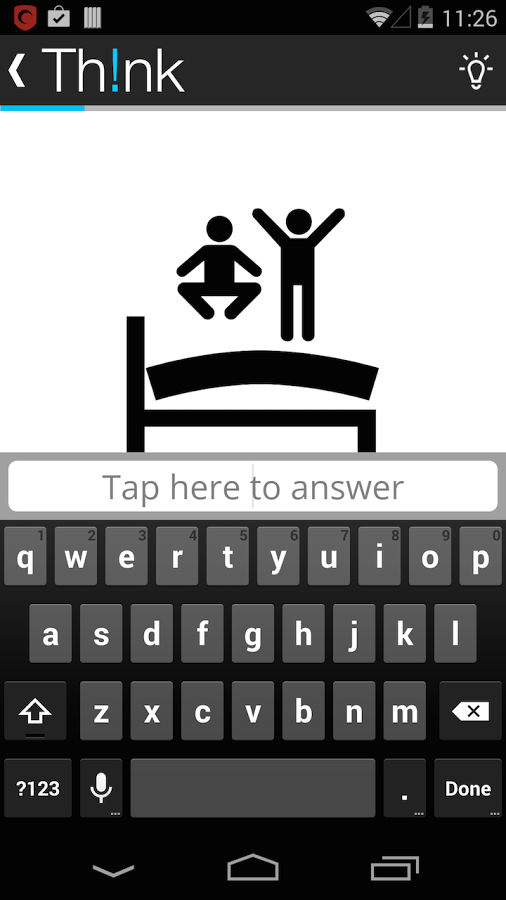 11:26
Th!nk
Tap here to answer
1 2 3 4 5 6 7 8 9 0
q w e r t y u i o p
a s d f g h j k l
z x c v b n m
?123 ... . ... Done ...